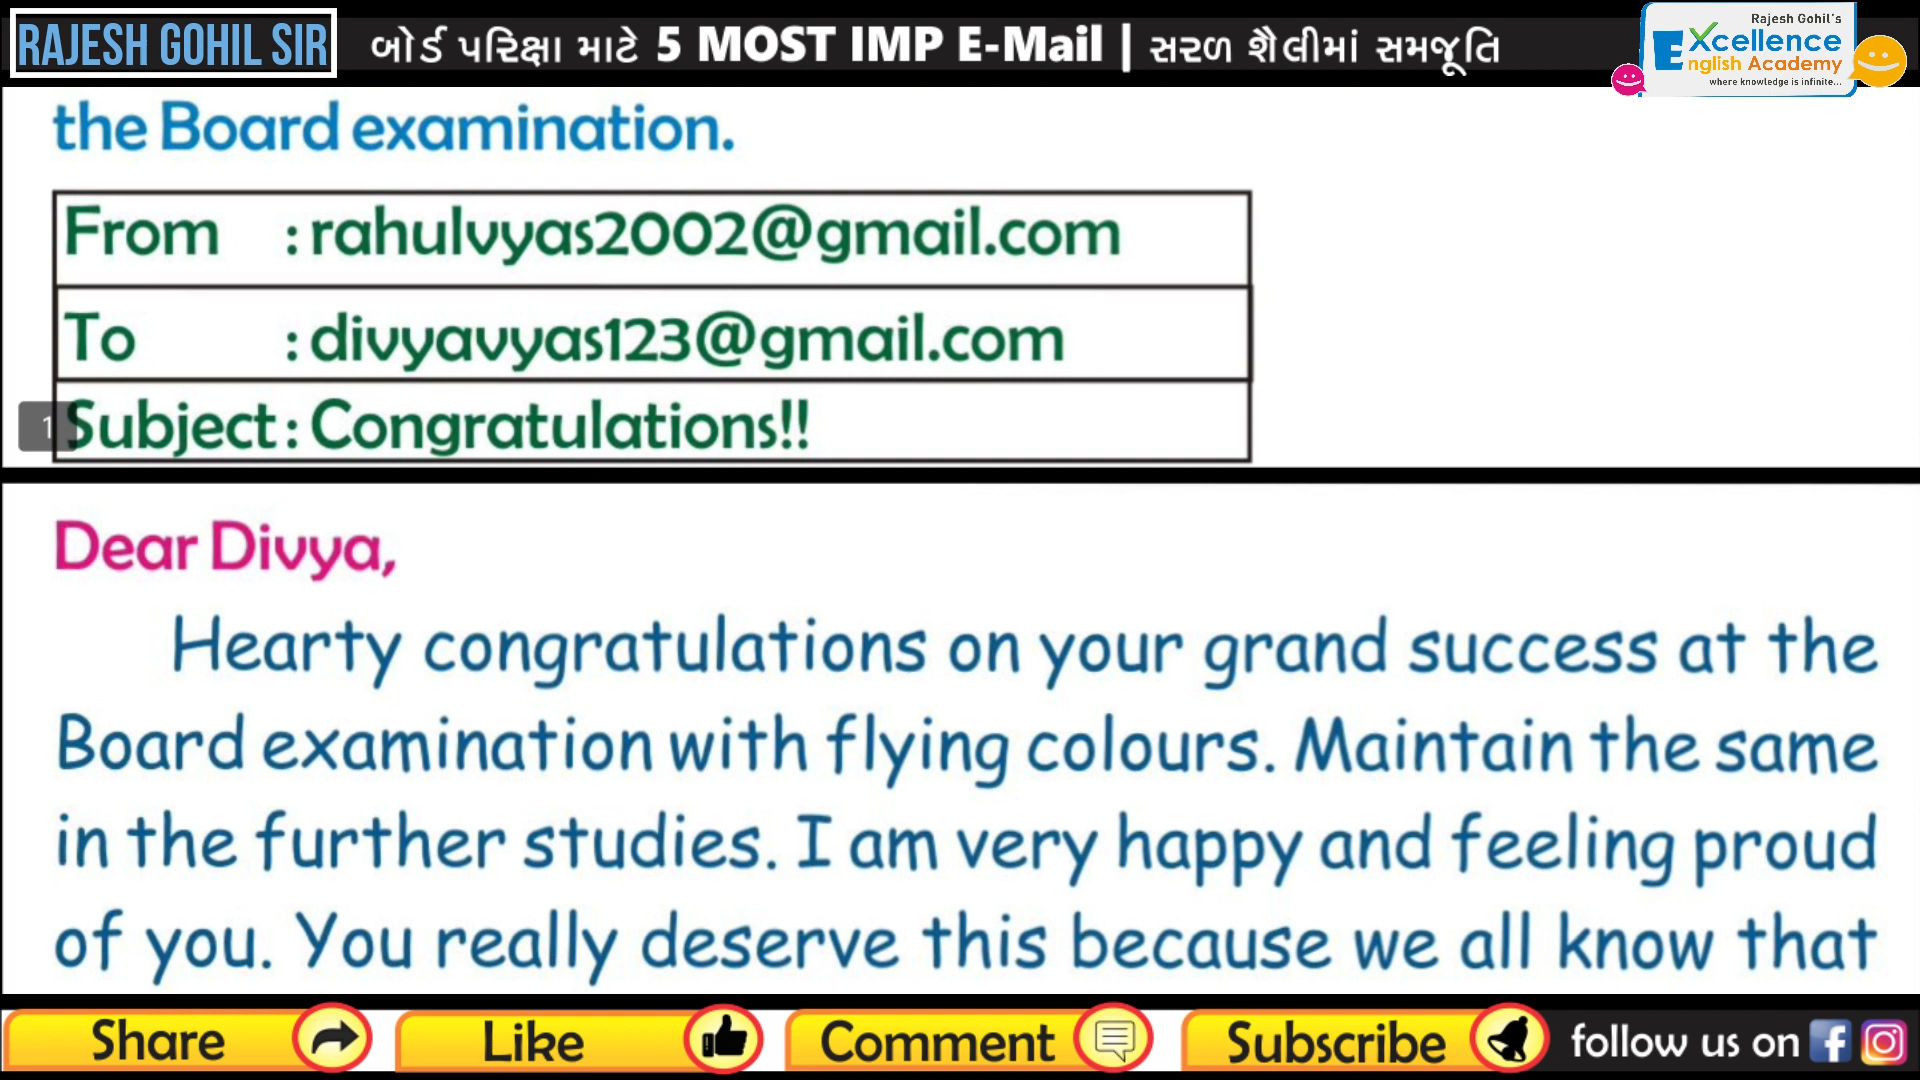 RAJESH GOHIL SIR
બોર્ડ પરિક્ષા માટે 5 MOST IMP E-Mail | સરળ શૈલીમાં સમજૂતિ
Rajesh Gohil's
EXcellence
English Academy
where knowledge is infinite...
the Board examination.
From : rahulvyas2002@gmail.com
To : divyavyas123@gmail.com
1
Subject : Congratulations!!
Dear Divya,
Hearty congratulations on your grand success at the
Board examination with flying colours. Maintain the same
in the further studies. I am very happy and feeling proud
of you. You really deserve this because we all know that
Share
Like
Comment
Subscribe
follow us on